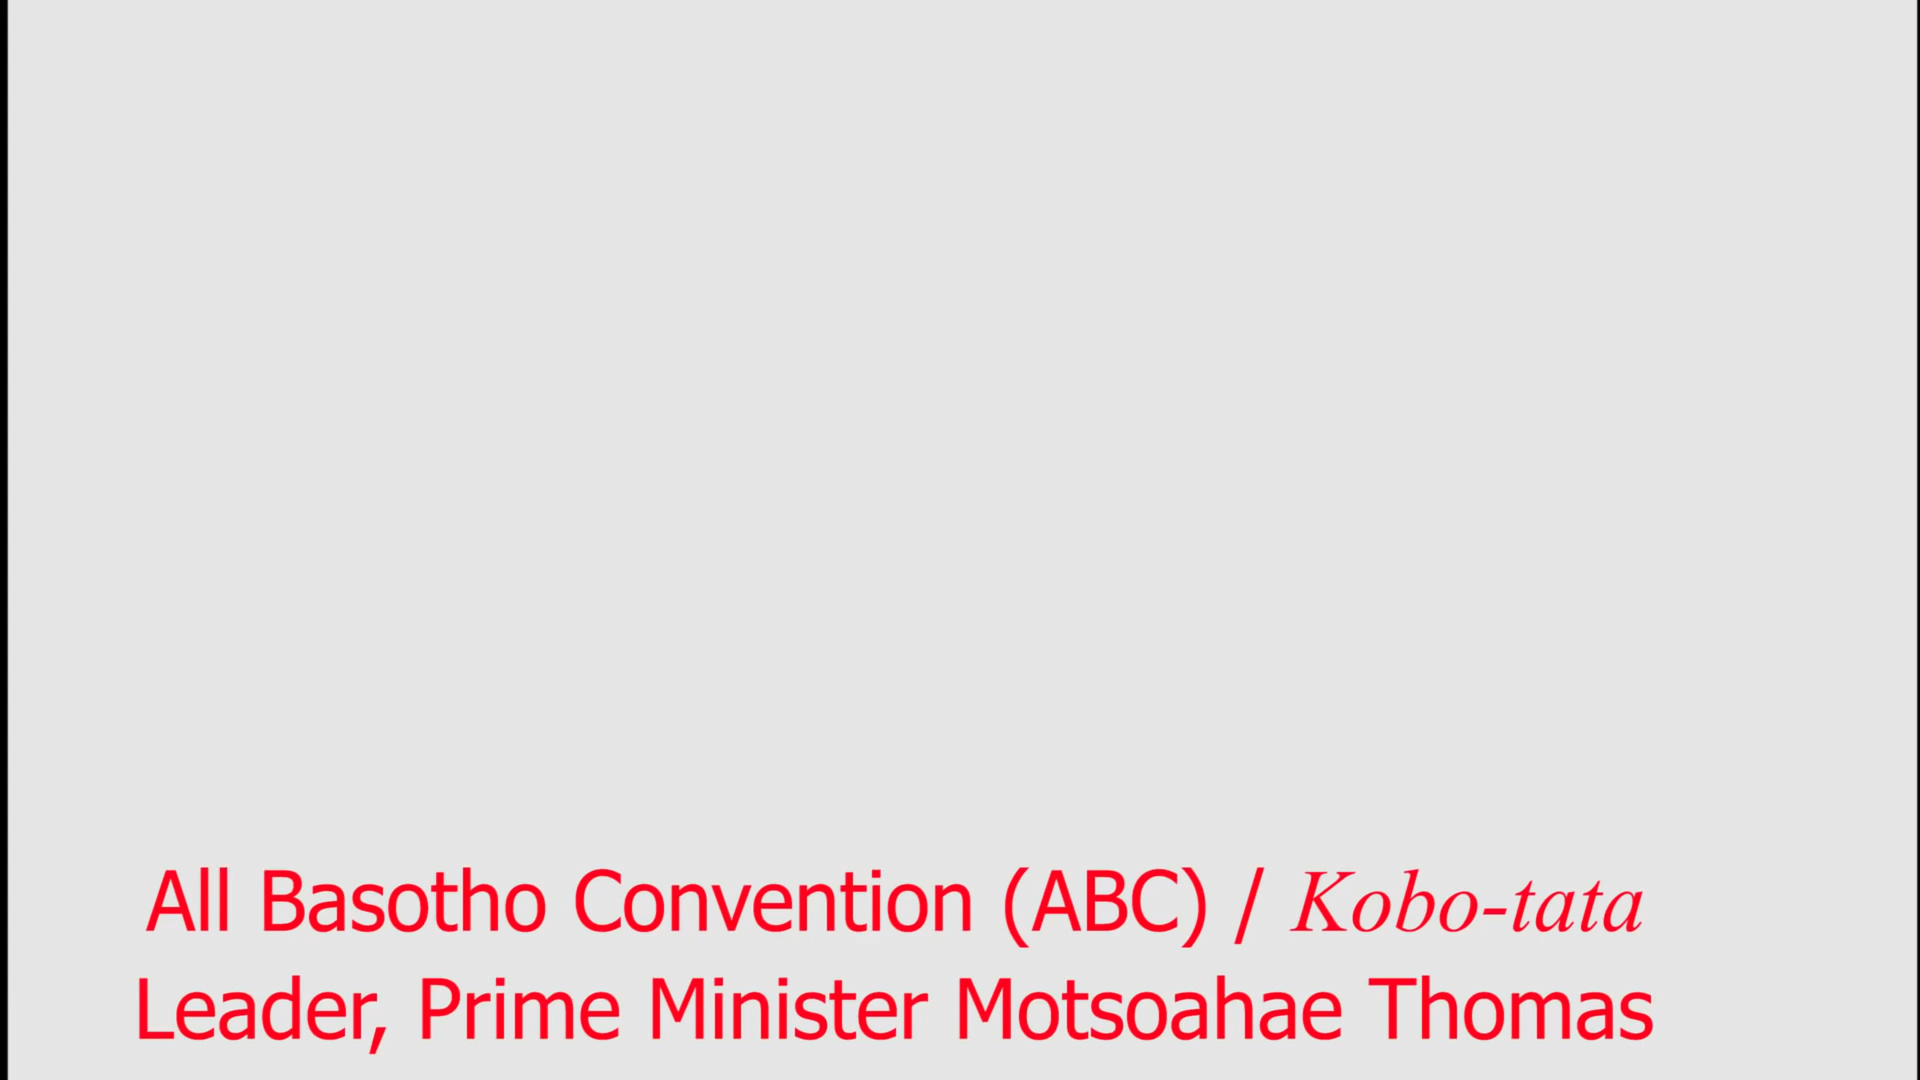 All Basotho Convention (ABC) / Kobo-tata
Leader, Prime Minister Motsoahae Thomas